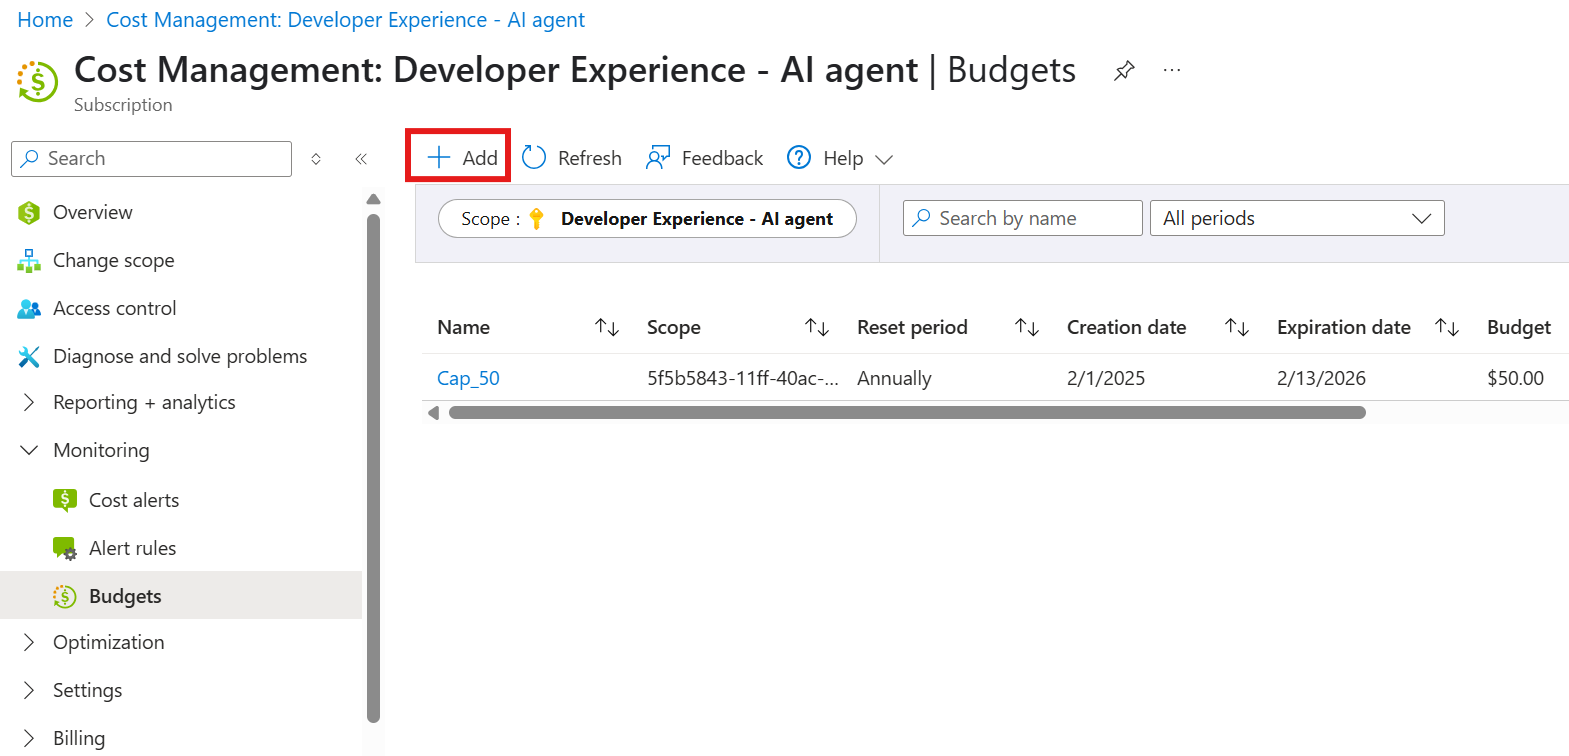 Home > Cost Management: Developer Experience - AI agent
Cost Management: Developer Experience - AI agent | Budgets
Subscription
Search
Add Refresh Feedback Help
Scope : Developer Experience - AI agent Search by name All periods
Overview
Change scope
Access control
Diagnose and solve problems
Reporting + analytics
Monitoring
Cost alerts
Alert rules
Budgets
Optimization
Settings
Billing
Name Scope Reset period Creation date Expiration date Budget
Cap_50 5f5b5843-11ff-40ac-... Annually 2/1/2025 2/13/2026 $50.00